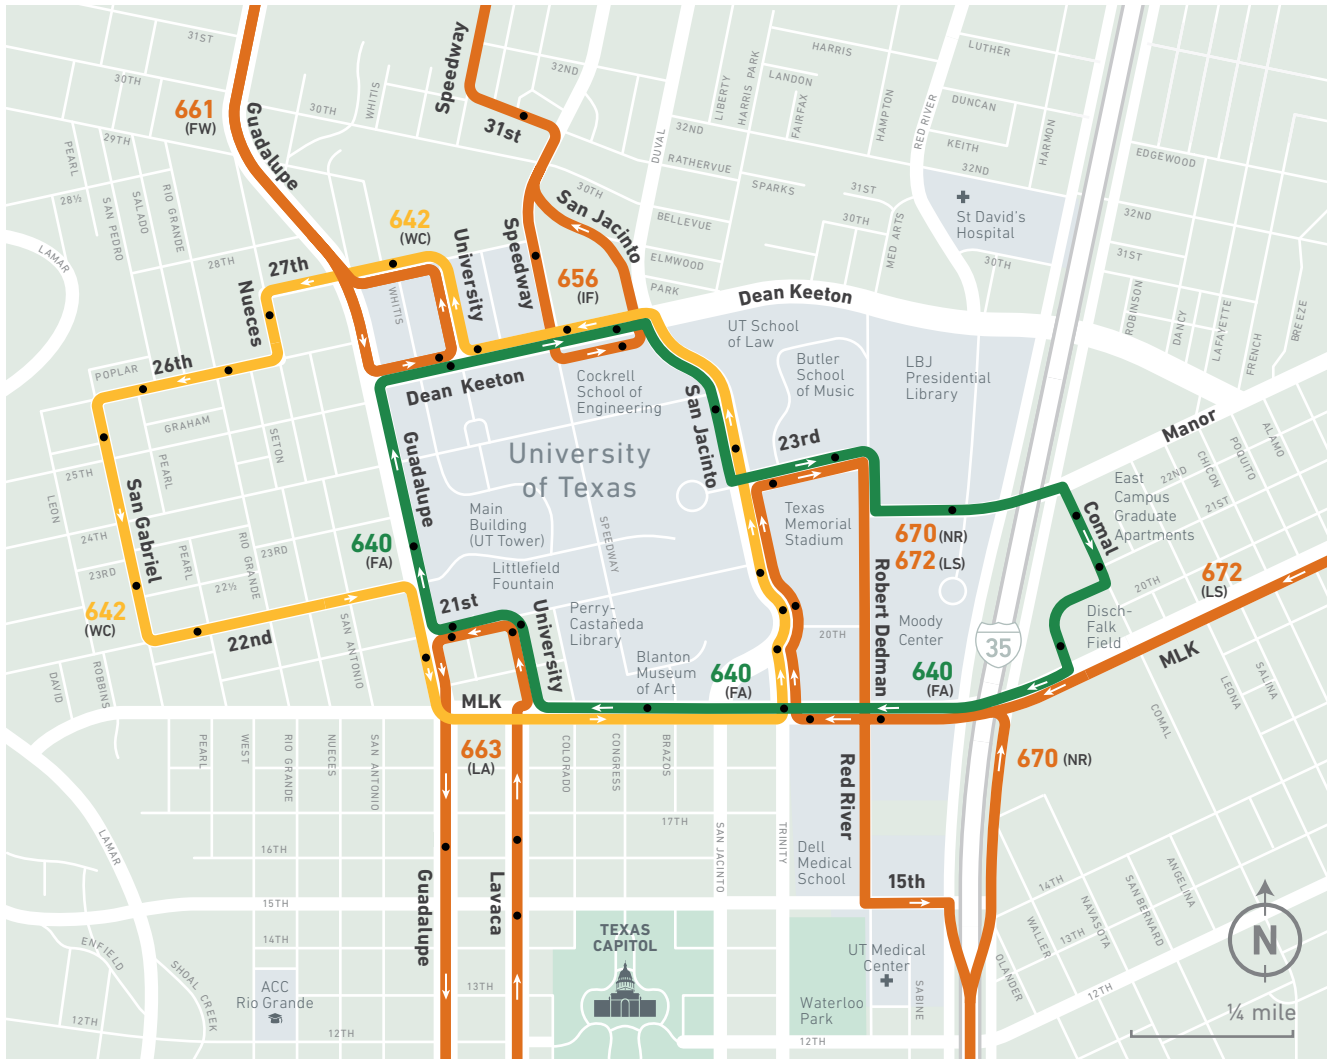 31ST
30TH
30TH
WHITIS
Speedway
32ND
31st
661
(FW)
Guadalupe
29TH
PEARL
28½
SAN PEDRO
SALADO
RIO GRANDE
28TH
LAMAR
HARRIS
LANDON
LIBERTY
HARRIS PARK
FAIRFAX
HAMPTON
RED RIVER
LUTHER
DUNCAN
KEITH
32ND
HARMON
EDGEWOOD
DUVAL
32ND
RATHERVUE
SPARKS
31ST
30TH
MED ARTS
BELLEVUE
ELMWOOD
PARK
30TH
San Jacinto
St David's
Hospital
30TH
32ND
31ST
ROBINSON
DANCY
LAFAYETTE
FRENCH
BREEZE
642
(WC)
University
Speedway
656
(IF)
27th
Nueces
WHITIS
26th
POPLAR
Dean Keeton
Dean Keeton
UT School
of Law
Butler
School
of Music
LBJ
Presidential
Library
Cockrell
School of
Engineering
San Jacinto
23rd
Manor
ALAMO
POQUITO
CHICON
22ND
21ST
East
Campus
Graduate
Apartments
Comal
GRAHAM
SETON
25TH
PEARL
LEON
San Gabriel
24TH
23RD
PEARL
22½
RIO GRANDE
23RD
Guadalupe
640
(FA)
University
of Texas
Main
Building
(UT Tower)
SPEEDWAY
Littlefield
Fountain
Texas
Memorial
Stadium
670 (NR)
672 (LS)
Robert Dedman
20TH
672
(LS)
642
(WC)
22nd
21st
University
Perry-
Castañeda
Library
Blanton
Museum
of Art
20TH
Moody
Center
35
Disch-
Falk
Field
MLK
640
(FA)
640
(FA)
SAN ANTONIO
DAVID
ROBBINS
MLK
663
(LA)
670 (NR)
COMAL
LEONA
SALINA
PEARL
WEST
RIO GRANDE
NUECES
SAN ANTONIO
COLORADO
CONGRESS
BRAZOS
Red River
17TH
SAN JACINTO
TRINITY
LAMAR
16TH
Dell
Medical
School
15th
15TH
Guadalupe
Lavaca
14TH
ENFIELD
SHOAL CREEK
ACC
Rio Grande
13TH
TEXAS
CAPITOL
UT Medical
Center
Waterloo
Park
SABINE
OLANDER
WALLER
14TH
13TH
NAVASOTA
SAN BERNARD
ANGELINA
12TH
12TH
12TH
12TH
N
¼ mile